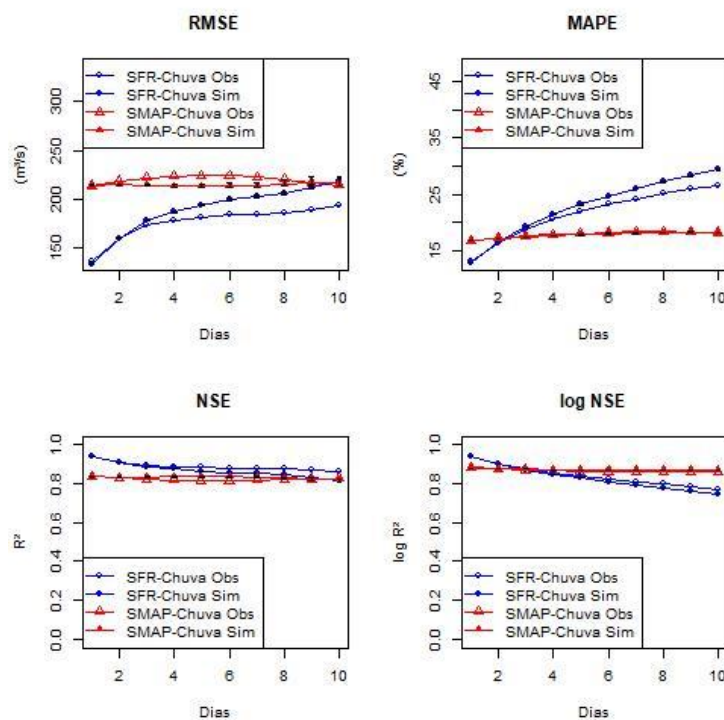 RMSE
SFR-Chuva Obs
SFR-Chuva Sim
SMAP-Chuva Obs
SMAP-Chuva Sim
(m³/s)
300
250
200
150
2 4 6 8 10
Dias
MAPE
SFR-Chuva Obs
SFR-Chuva Sim
SMAP-Chuva Obs
SMAP-Chuva Sim
(%)
45
35
25
15
2 4 6 8 10
Dias
NSE
R²
1.0
0.8
0.6
0.4
0.2
0.0
SFR-Chuva Obs
SFR-Chuva Sim
SMAP-Chuva Obs
SMAP-Chuva Sim
2 4 6 8 10
Dias
log NSE
log R²
1.0
0.8
0.6
0.4
0.2
0.0
SFR-Chuva Obs
SFR-Chuva Sim
SMAP-Chuva Obs
SMAP-Chuva Sim
2 4 6 8 10
Dias